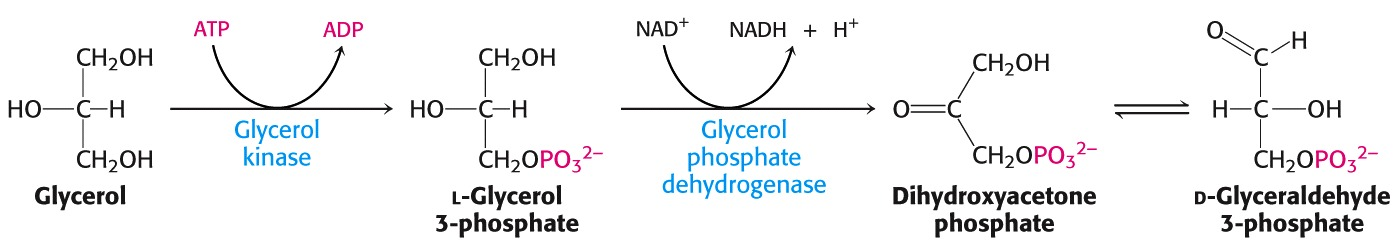 ATP ADP NAD⁺ NADH + H⁺
O H
CH₂OH CH₂OH CH₂OH C
HO—C—H HO—C—H O=C H—C—OH
CH₂OH CH₂OPO₃²⁻ CH₂OPO₃²⁻ CH₂OPO₃²⁻
Glycerol
kinase
Glycerol
phosphate
dehydrogenase
Glycerol
L-Glycerol
3-phosphate
Dihydroxyacetone
phosphate
D-Glyceraldehyde
3-phosphate